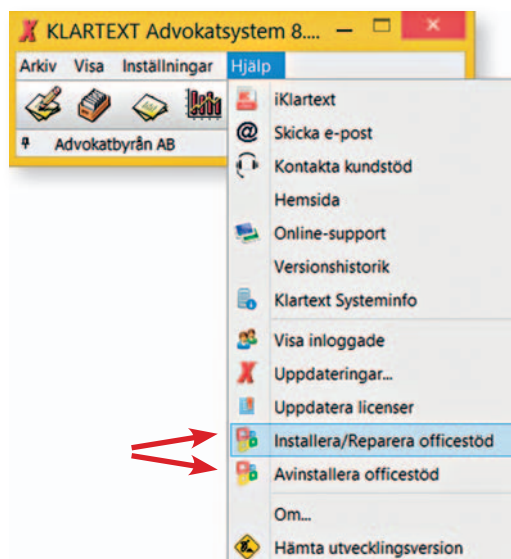 KLARTEXT Advokatsystem 8....
Arkiv Visa Inställningar Hjälp
Advokatbyrån AB
iKlartext
@ Skicka e-post
Kontakta kundstöd
Hemsida
Online-support
Versionshistorik
Klartext Systeminfo
Visa inloggade
Uppdateringar...
Uppdatera licenser
Installera/Reparera officestöd
Avinstallera officestöd
Om...
Hämta utvecklingsversion